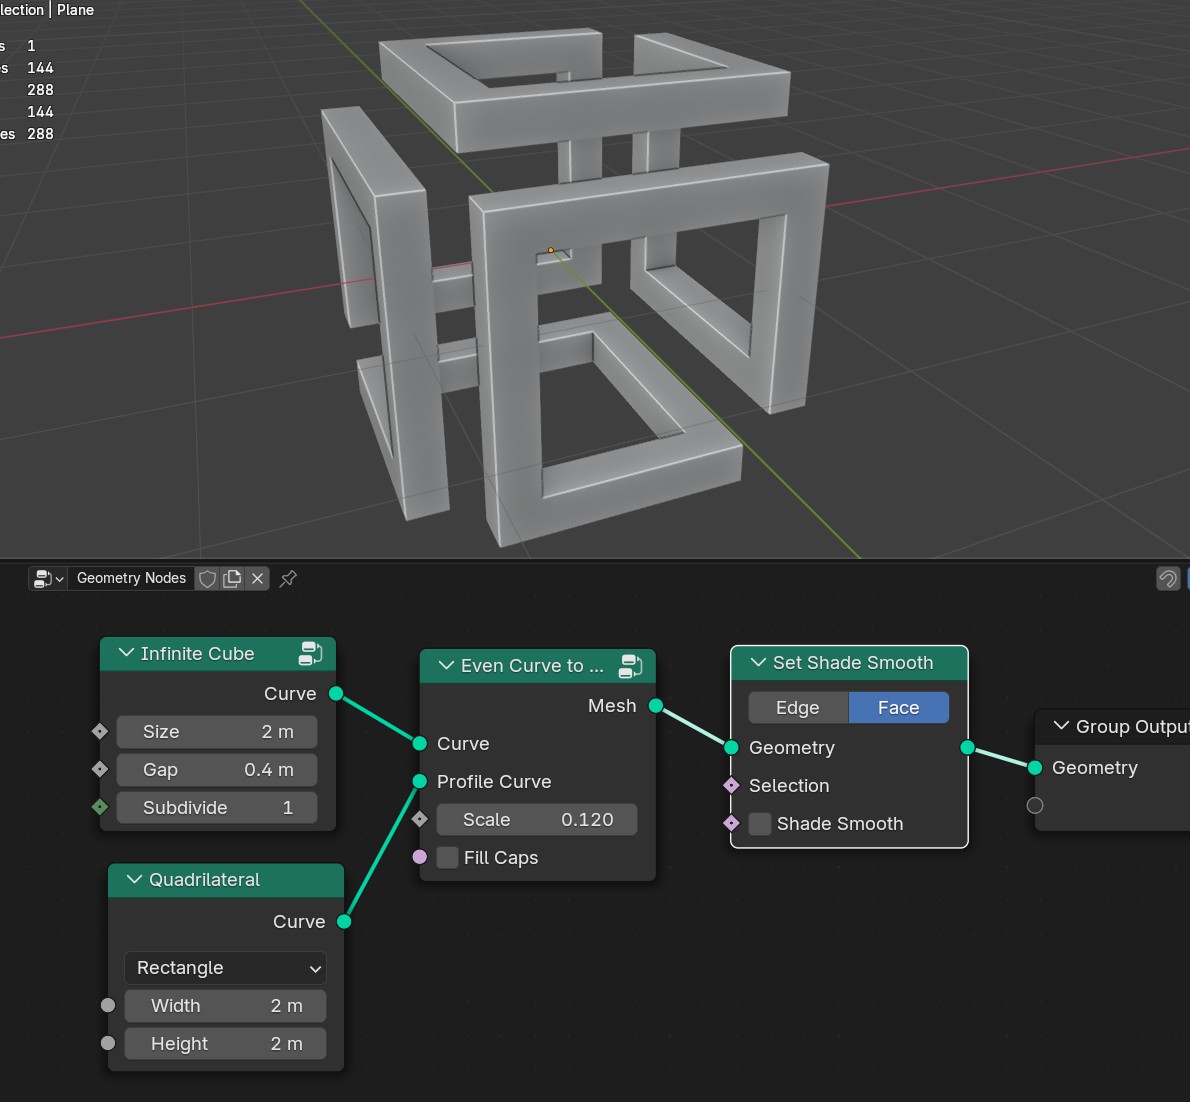 lection | Plane
s 1
s 144
288
144
es 288
Geometry Nodes
Infinite Cube
Curve
Size 2 m
Gap 0.4 m
Subdivide 1
Quadrilateral
Curve
Rectangle
Width 2 m
Height 2 m
Even Curve to ...
Mesh
Curve
Profile Curve
Scale 0.120
Fill Caps
Set Shade Smooth
Edge Face
Geometry
Selection
Shade Smooth
Group Output
Geometry